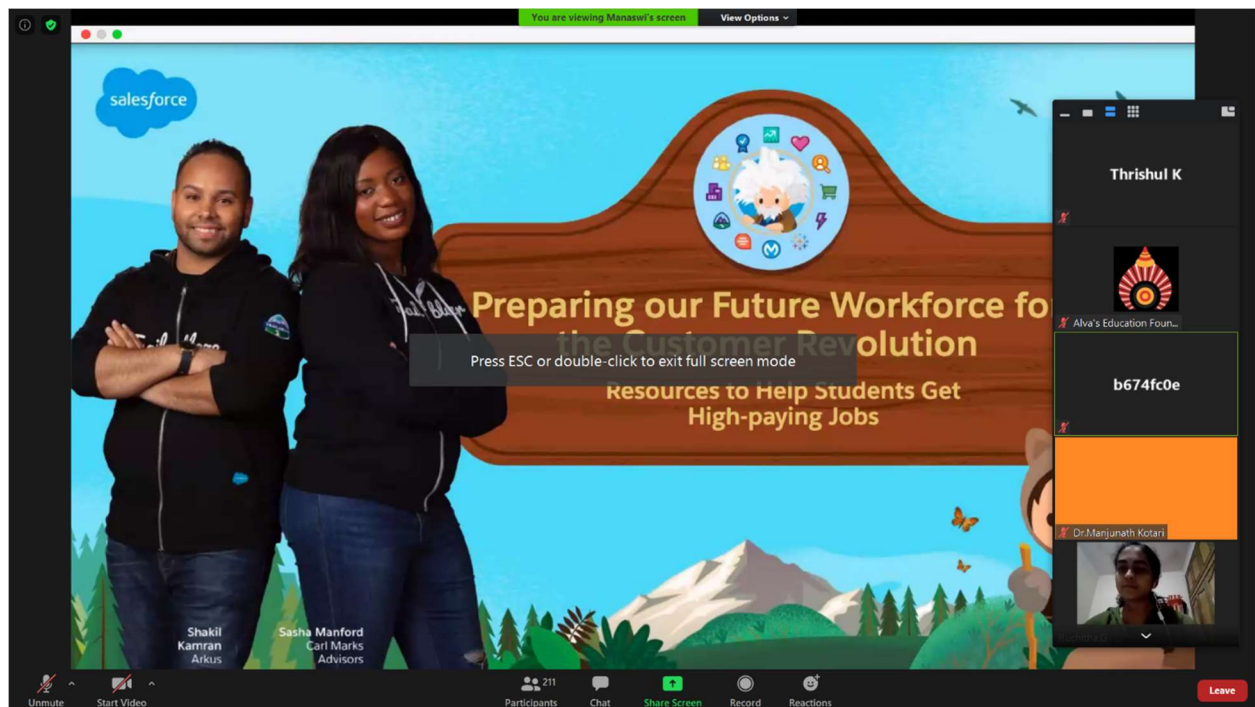 You are viewing Manaswi's screen
View Options
salesforce
Preparing our Future Workforce fo
the Customer Revolution
Press ESC or double-click to exit full screen mode
Resources to Help Students Get
High-paying Jobs
Shakil
Kamran
Arkus
Sasha Manford
Carl Marks
Advisors
Thrishul K
Alva's Education Foun...
b674fc0e
Dr.Manjunath Kotari
Unmute
Start Video
211
Participants
Chat
Share Screen
Record
Reactions
Leave